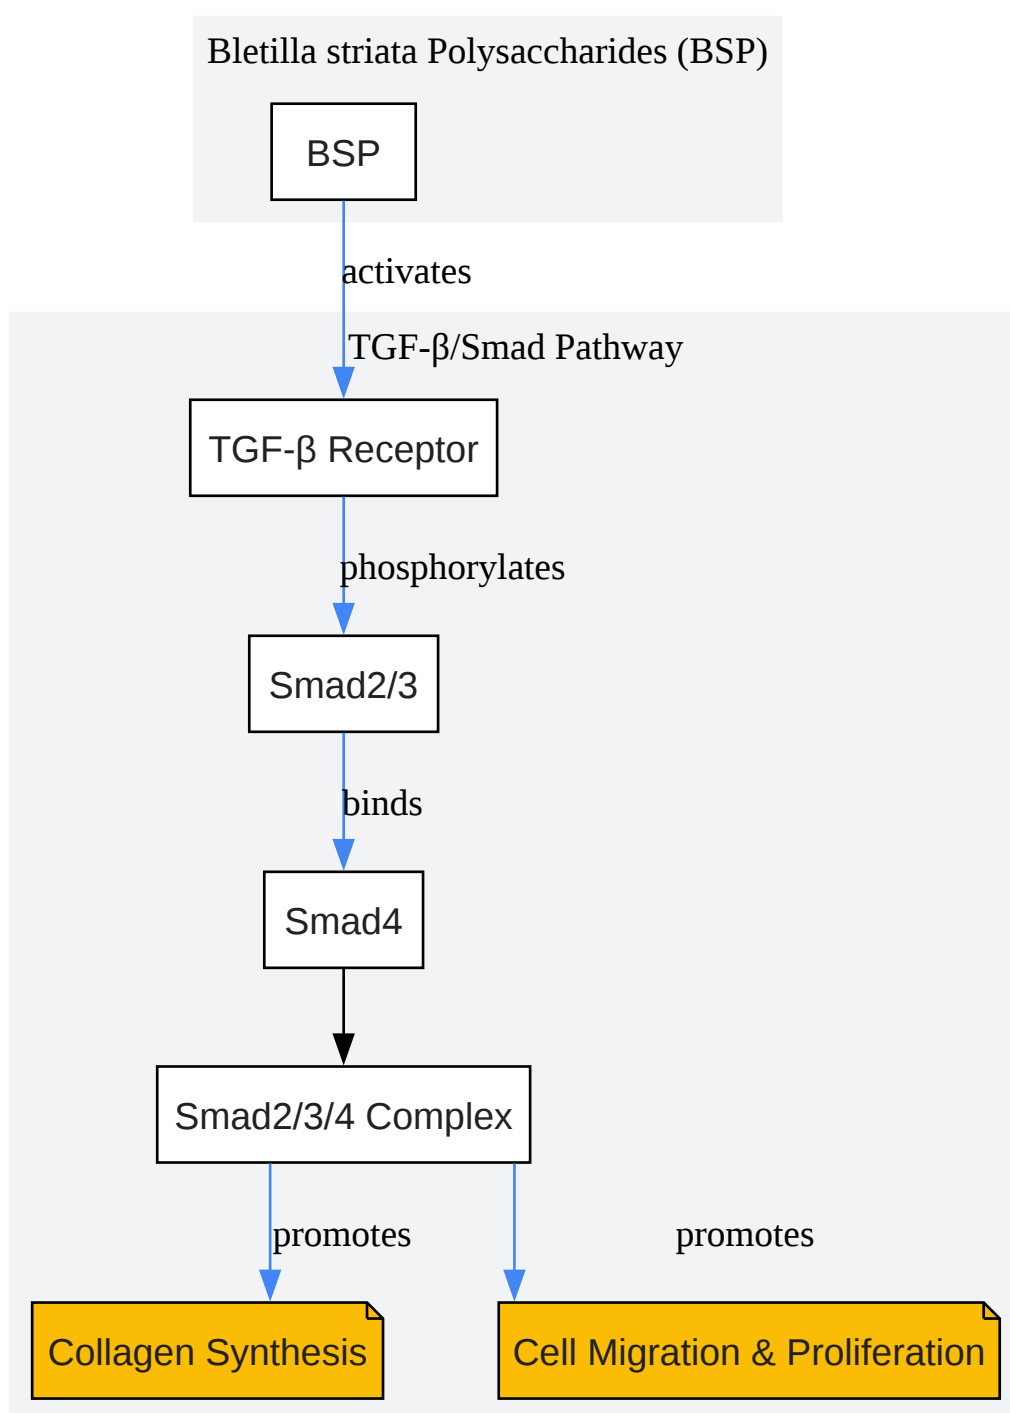 Bletilla striata Polysaccharides (BSP)
BSP
activates
TGF-β/Smad Pathway
TGF-β Receptor
phosphorylates
Smad2/3
binds
Smad4
Smad2/3/4 Complex
promotes
promotes
Collagen Synthesis
Cell Migration & Proliferation